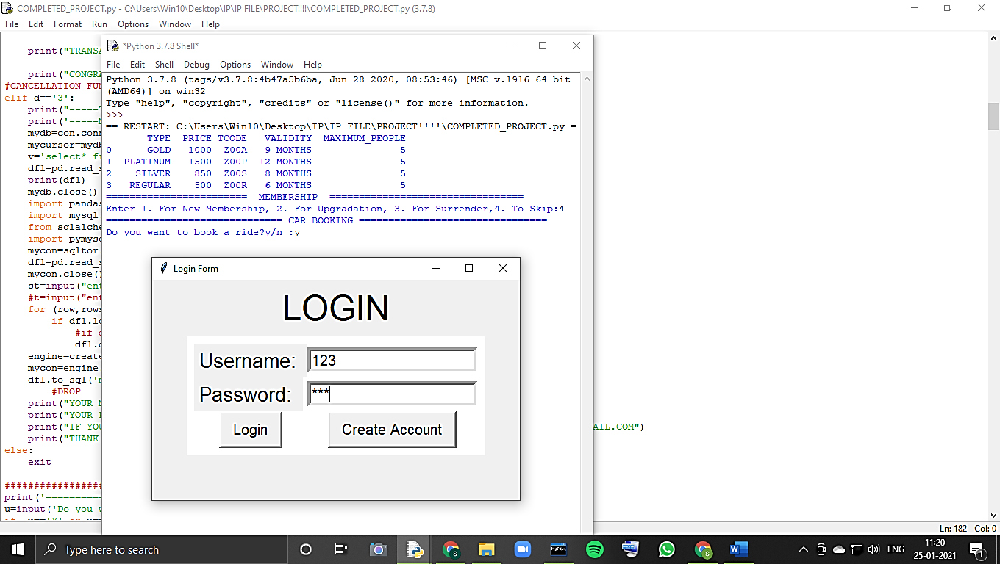 COMPLETED_PROJECT.py - C:\Users\Win10\Desktop\IP\IP FILE\PROJECT!!!!\COMPLETED_PROJECT.py (3.7.8)
File Edit Format Run Options Window Help
print("TRANSA
print("CONGRA
#CANCELLATION FUN
elif d=='3':
print("-----T
print('-----M
mydb=con.conn
mycursor=mydb
v='select* fr
df1=pd.read_s
print(df1)
mydb.close()
import pandas
import mysql.
from sqlalche
import pymysq
mycon=sqltor.
df1=pd.read_s
mycon.close()
st=input("ent
#t=input("ent
for (row,rows
if df1.lo
#if d
df1.d
engine=create
mycon=engine.
df1.to_sql('m
#DROP
print("YOUR M
print("YOUR R
print("IF YOU
AIL.COM")
print("THANK
else:
exit
#################
print('==========
u=input('Do you w
*Python 3.7.8 Shell*
File Edit Shell Debug Options Window Help
Python 3.7.8 (tags/v3.7.8:4b47a5b6ba, Jun 28 2020, 08:53:46) [MSC v.1916 64 bit
(AMD64)] on win32
Type "help", "copyright", "credits" or "license()" for more information.
>>>
== RESTART: C:\Users\Win10\Desktop\IP\IP FILE\PROJECT!!!!\COMPLETED_PROJECT.py =
TYPE PRICE TCODE VALIDITY MAXIMUM_PEOPLE
0 GOLD 1000 Z00A 9 MONTHS 5
1 PLATINUM 1500 Z00P 12 MONTHS 5
2 SILVER 850 Z00S 8 MONTHS 5
3 REGULAR 500 Z00R 6 MONTHS 5
======================== MEMBERSHIP =================================
Enter 1. For New Membership, 2. For Upgradation, 3. For Surrender,4. To Skip:4
============================== CAR BOOKING ================================
Do you want to book a ride?y/n :y
Login Form
LOGIN
Username: 123
Password: ***
Login Create Account
Ln: 182 Col: 0
Type here to search
MySQL
W
ENG
11:20
25-01-2021
1